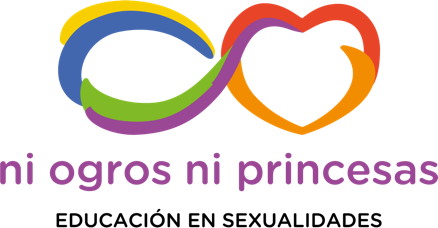 ni ogros ni princesas
EDUCACIÓN EN SEXUALIDADES